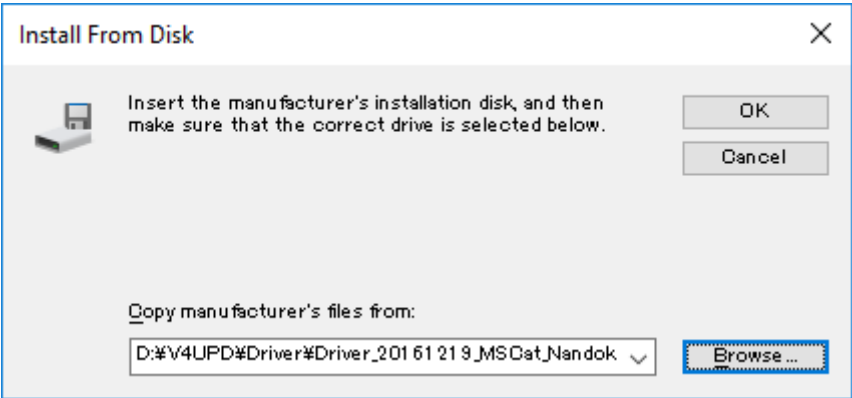 Install From Disk
Insert the manufacturer's installation disk, and then
make sure that the correct drive is selected below.
OK
Cancel
Copy manufacturer's files from:
D:¥V4UPD¥Driver¥Driver_20161219_MSCat_Nandok
Browse...